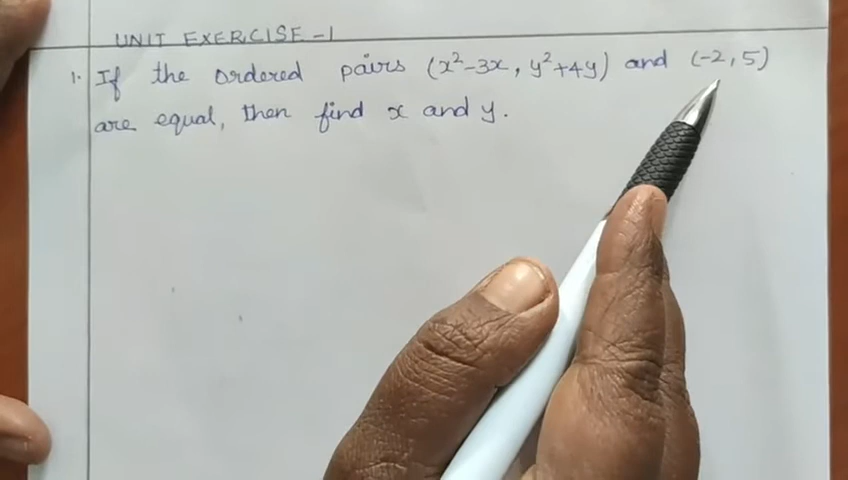 UNIT EXERCISE -1
1. If the ordered pairs (x²-3x, y²+4y) and (-2, 5)
are equal, then find x and y.